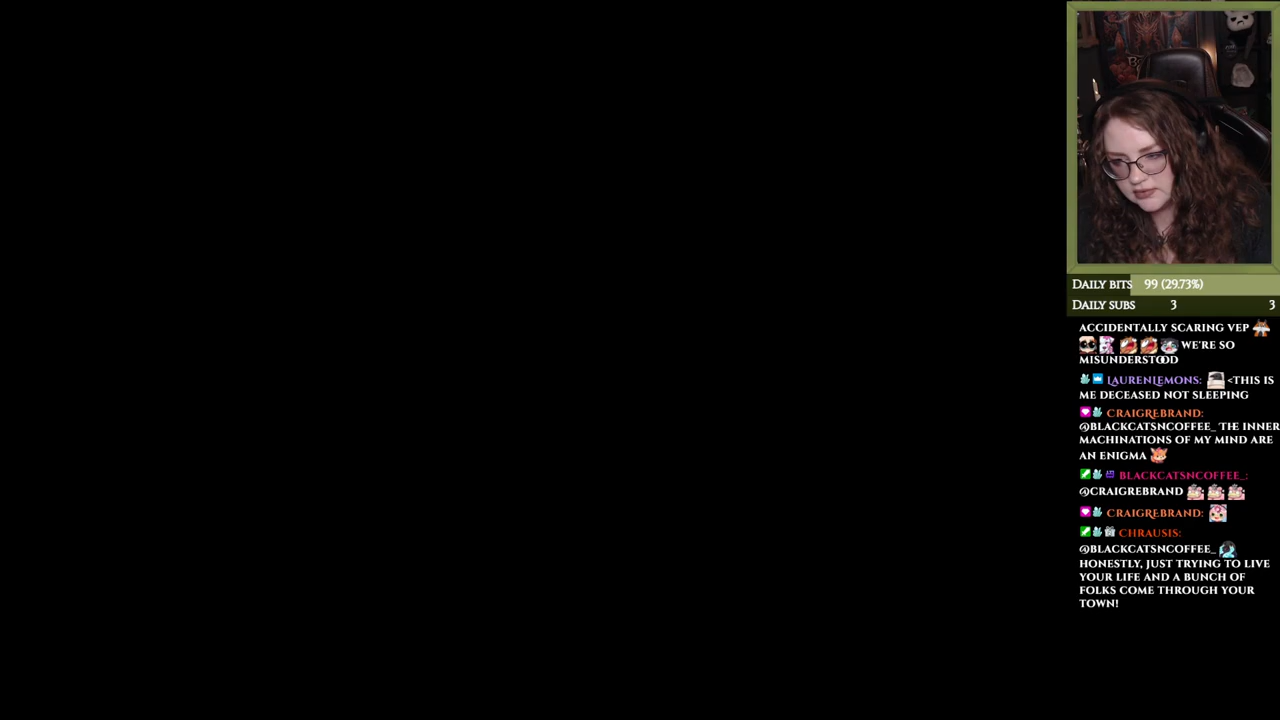 Daily bits 99 (29.73%)
Daily subs 3 3
accidentally scaring Vep
we're so
misunderstood
LaurenLemons: <This is
me deceased not sleeping
CraigRebrand:
@blackcatsncoffee_ The inner
machinations of my mind are
an enigma
blackcatsncoffee_:
@CraigRebrand
CraigRebrand:
Chrausis:
@blackcatsncoffee_
Honestly, just trying to live
your life and a bunch of
folks come through your
town!